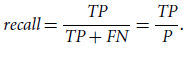 recall = TP / (TP + FN) = TP / P.